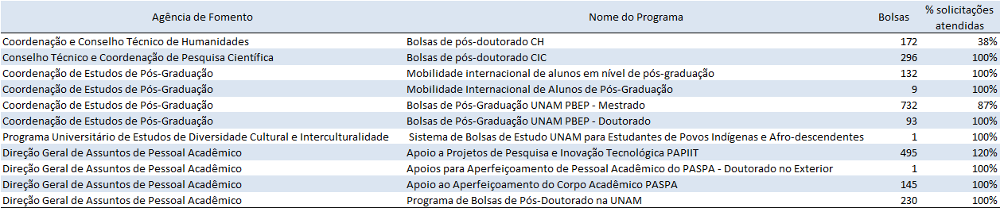 Agência de Fomento Nome do Programa Bolsas % solicitações atendidas
Coordenação e Conselho Técnico de Humanidades Bolsas de pós-doutorado CH 172 38%
Conselho Técnico e Coordenação de Pesquisa Científica Bolsas de pós-doutorado CIC 296 100%
Coordenação de Estudos de Pós-Graduação Mobilidade internacional de alunos em nível de pós-graduação 132 100%
Coordenação de Estudos de Pós-Graduação Mobilidade Internacional de Alunos de Pós-Graduação 9 100%
Coordenação de Estudos de Pós-Graduação Bolsas de Pós-Graduação UNAM PBEP - Mestrado 732 87%
Coordenação de Estudos de Pós-Graduação Bolsas de Pós-Graduação UNAM PBEP - Doutorado 93 100%
Programa Universitário de Estudos de Diversidade Cultural e Interculturalidade Sistema de Bolsas de Estudo UNAM para Estudantes de Povos Indígenas e Afro-descendentes 1 100%
Direção Geral de Assuntos de Pessoal Acadêmico Apoio a Projetos de Pesquisa e Inovação Tecnológica PAPIIT 495 120%
Direção Geral de Assuntos de Pessoal Acadêmico Apoios para Aperfeiçoamento de Pessoal Acadêmico do PASPA - Doutorado no Exterior 1 100%
Direção Geral de Assuntos de Pessoal Acadêmico Apoio ao Aperfeiçoamento do Corpo Acadêmico PASPA 145 100%
Direção Geral de Assuntos de Pessoal Acadêmico Programa de Bolsas de Pós-Doutorado na UNAM 230 100%